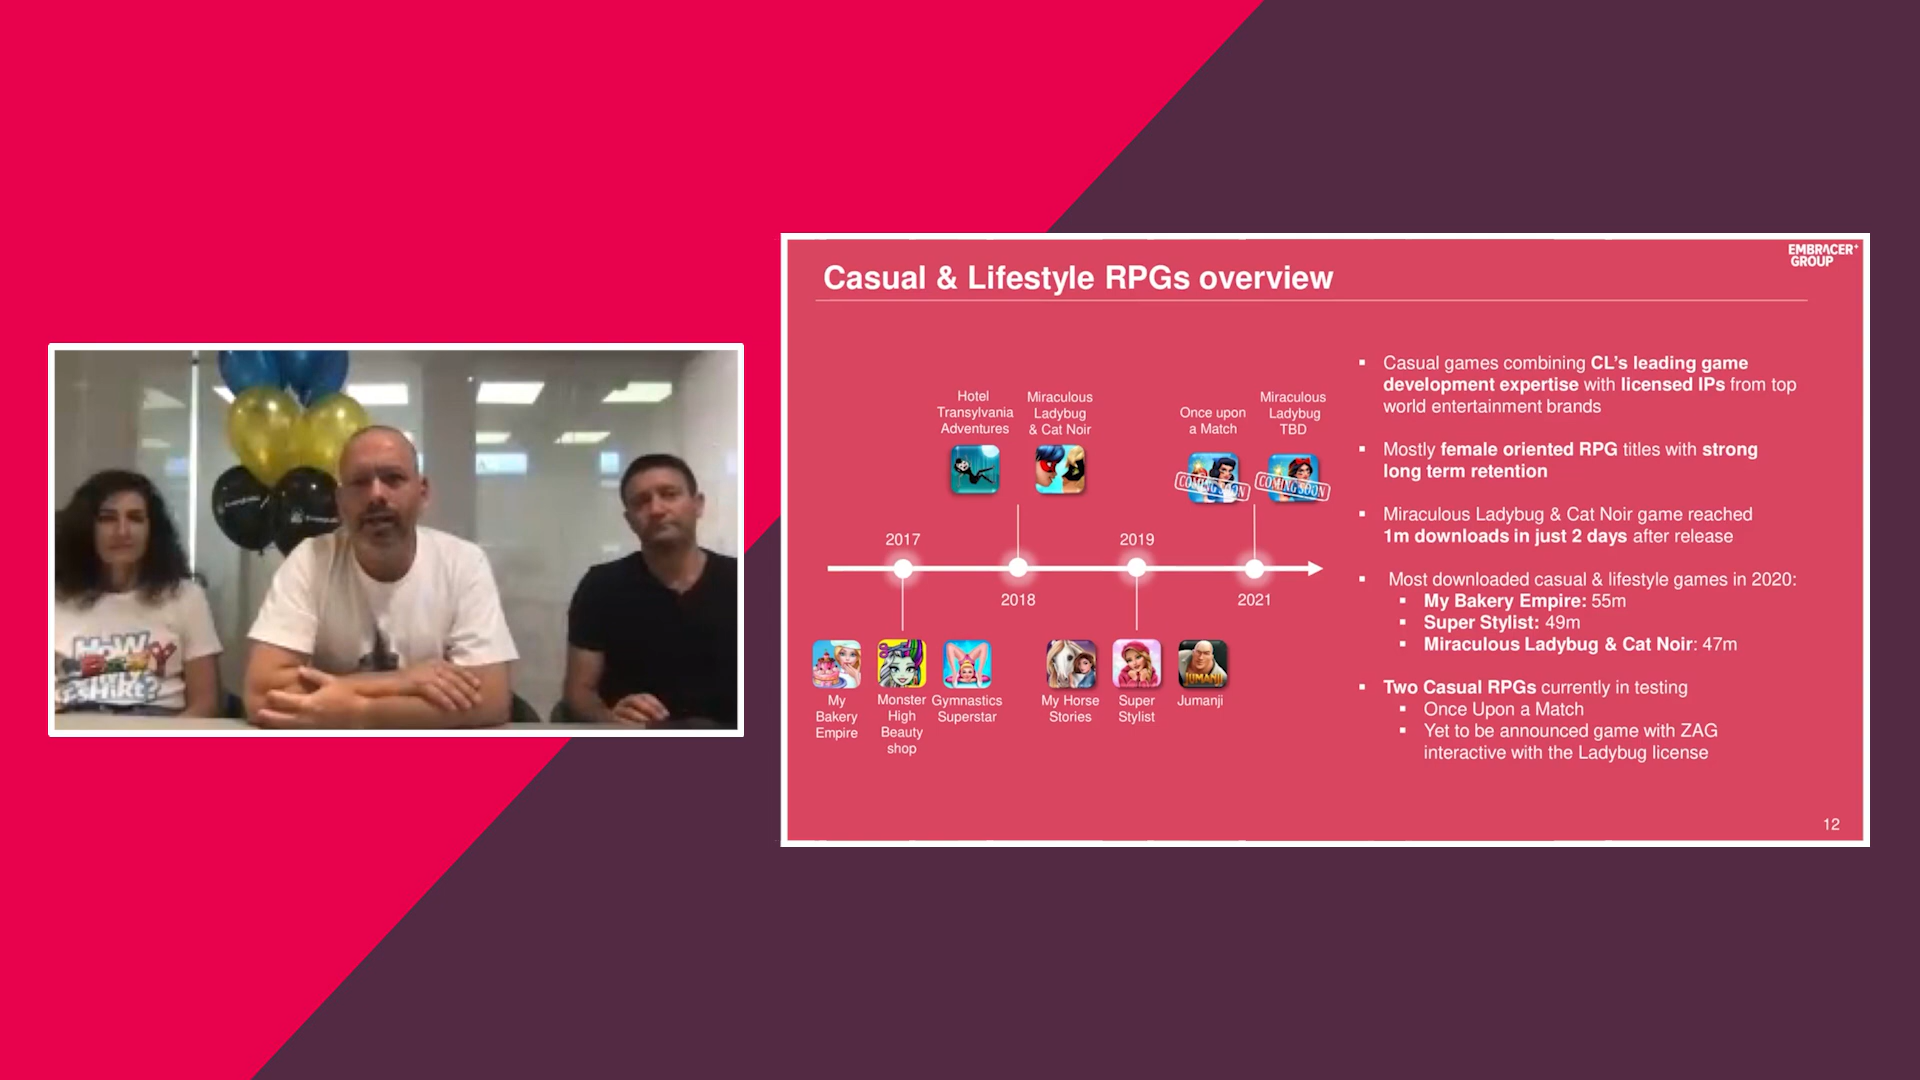 EMBRACER+
GROUP
Casual & Lifestyle RPGs overview
Hotel
Transylvania
Adventures
Miraculous
Ladybug
& Cat Noir
Once upon
a Match
Miraculous
Ladybug
TBD
COMING SOON
COMING SOON
2017
2019
2018
2021
JUMANJI
My
Bakery
Empire
Monster
High
Beauty
shop
Gymnastics
Superstar
My Horse
Stories
Super
Stylist
Jumanji
▪ Casual games combining CL's leading game
development expertise with licensed IPs from top
world entertainment brands
▪ Mostly female oriented RPG titles with strong
long term retention
▪ Miraculous Ladybug & Cat Noir game reached
1m downloads in just 2 days after release
▪ Most downloaded casual & lifestyle games in 2020:
▪ My Bakery Empire: 55m
▪ Super Stylist: 49m
▪ Miraculous Ladybug & Cat Noir: 47m
▪ Two Casual RPGs currently in testing
▪ Once Upon a Match
▪ Yet to be announced game with ZAG
interactive with the Ladybug license
12
HOW
SHIRT?